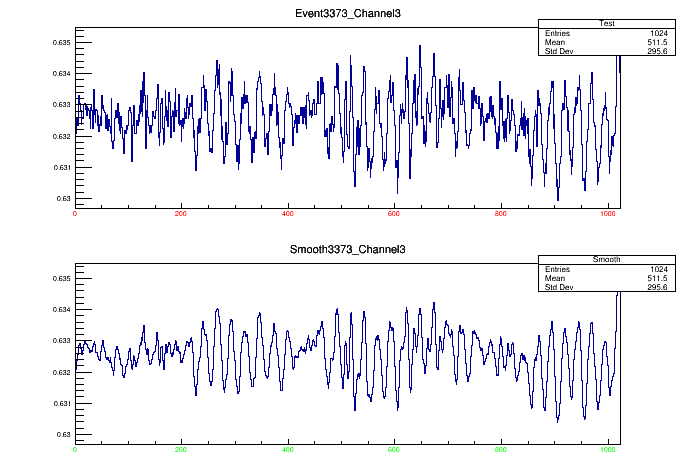 Event3373_Channel3
Test
Entries 1024
Mean 511.5
Std Dev 295.6
0.635
0.634
0.633
0.632
0.631
0.63
0 200 400 600 800 1000
Smooth3373_Channel3
Smooth
Entries 1024
Mean 511.5
Std Dev 295.6
0.635
0.634
0.633
0.632
0.631
0.63
0 200 400 600 800 1000